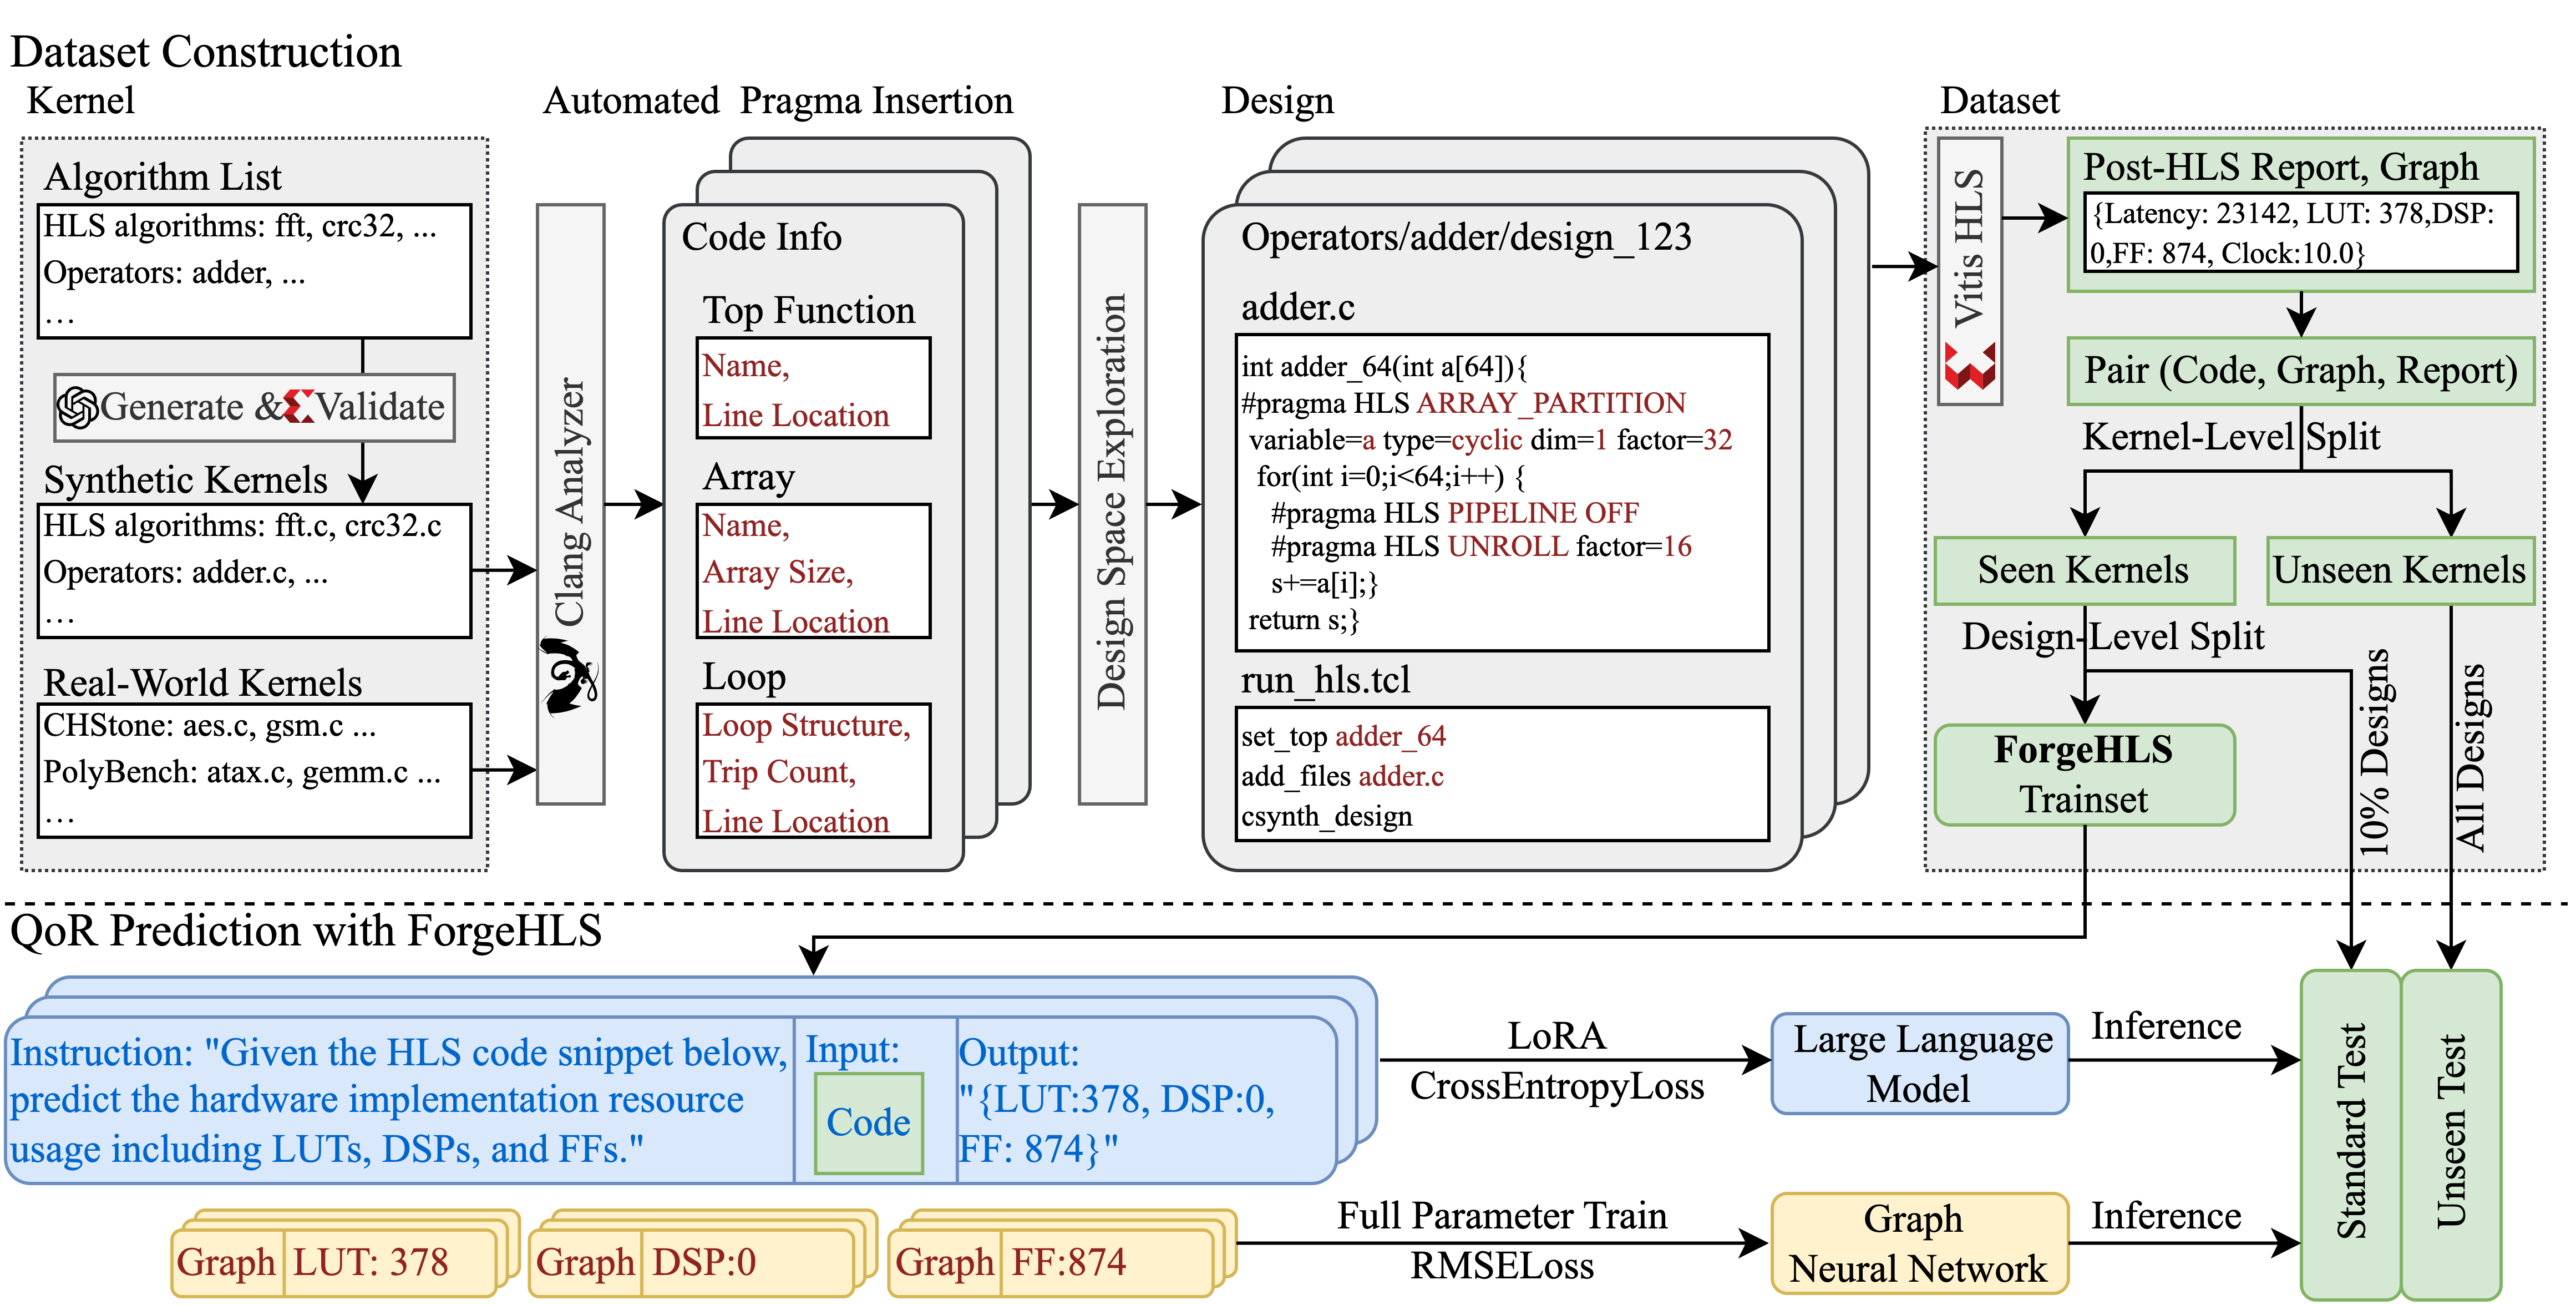 Dataset Construction
Kernel
Algorithm List
HLS algorithms: fft, crc32, ...
Operators: adder, ...
...
Generate & Validate
Synthetic Kernels
HLS algorithms: fft.c, crc32.c
Operators: adder.c, ...
...
Real-World Kernels
CHStone: aes.c, gsm.c ...
PolyBench: atax.c, gemm.c ...
...
Automated Pragma Insertion
Clang Analyzer
Code Info
Top Function
Name,
Line Location
Array
Name,
Array Size,
Line Location
Loop
Loop Structure,
Trip Count,
Line Location
Design Space Exploration
Design
Operators/adder/design_123
adder.c
int adder_64(int a[64]){
#pragma HLS ARRAY_PARTITION
variable=a type=cyclic dim=1 factor=32
for(int i=0;i<64;i++) {
#pragma HLS PIPELINE OFF
#pragma HLS UNROLL factor=16
s+=a[i];}
return s;}
run_hls.tcl
set_top adder_64
add_files adder.c
csynth_design
Dataset
Vitis HLS
Post-HLS Report, Graph
{Latency: 23142, LUT: 378,DSP:
0,FF: 874, Clock:10.0}
Pair (Code, Graph, Report)
Kernel-Level Split
Seen Kernels
Unseen Kernels
Design-Level Split
ForgeHLS
Trainset
10% Designs
All Designs
QoR Prediction with ForgeHLS
Instruction: "Given the HLS code snippet below,
predict the hardware implementation resource
usage including LUTs, DSPs, and FFs."
Input:
Code
Output:
"{LUT:378, DSP:0,
FF: 874}"
LoRA
CrossEntropyLoss
Large Language
Model
Inference
Graph LUT: 378
Graph DSP:0
Graph FF:874
Full Parameter Train
RMSELoss
Graph
Neural Network
Inference
Standard Test
Unseen Test